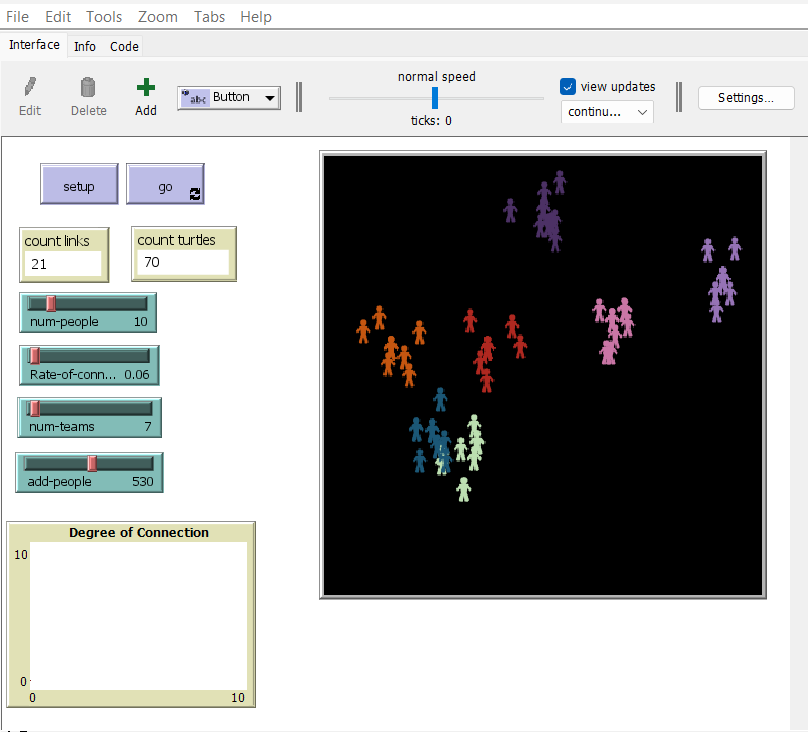 File Edit Tools Zoom Tabs Help
Interface Info Code
normal speed
Edit Delete Add
abc Button
ticks: 0
view updates
continu...
Settings...
setup go
count links
21
count turtles
70
num-people 10
Rate-of-conn... 0.06
num-teams 7
add-people 530
Degree of Connection
10
0
0 10